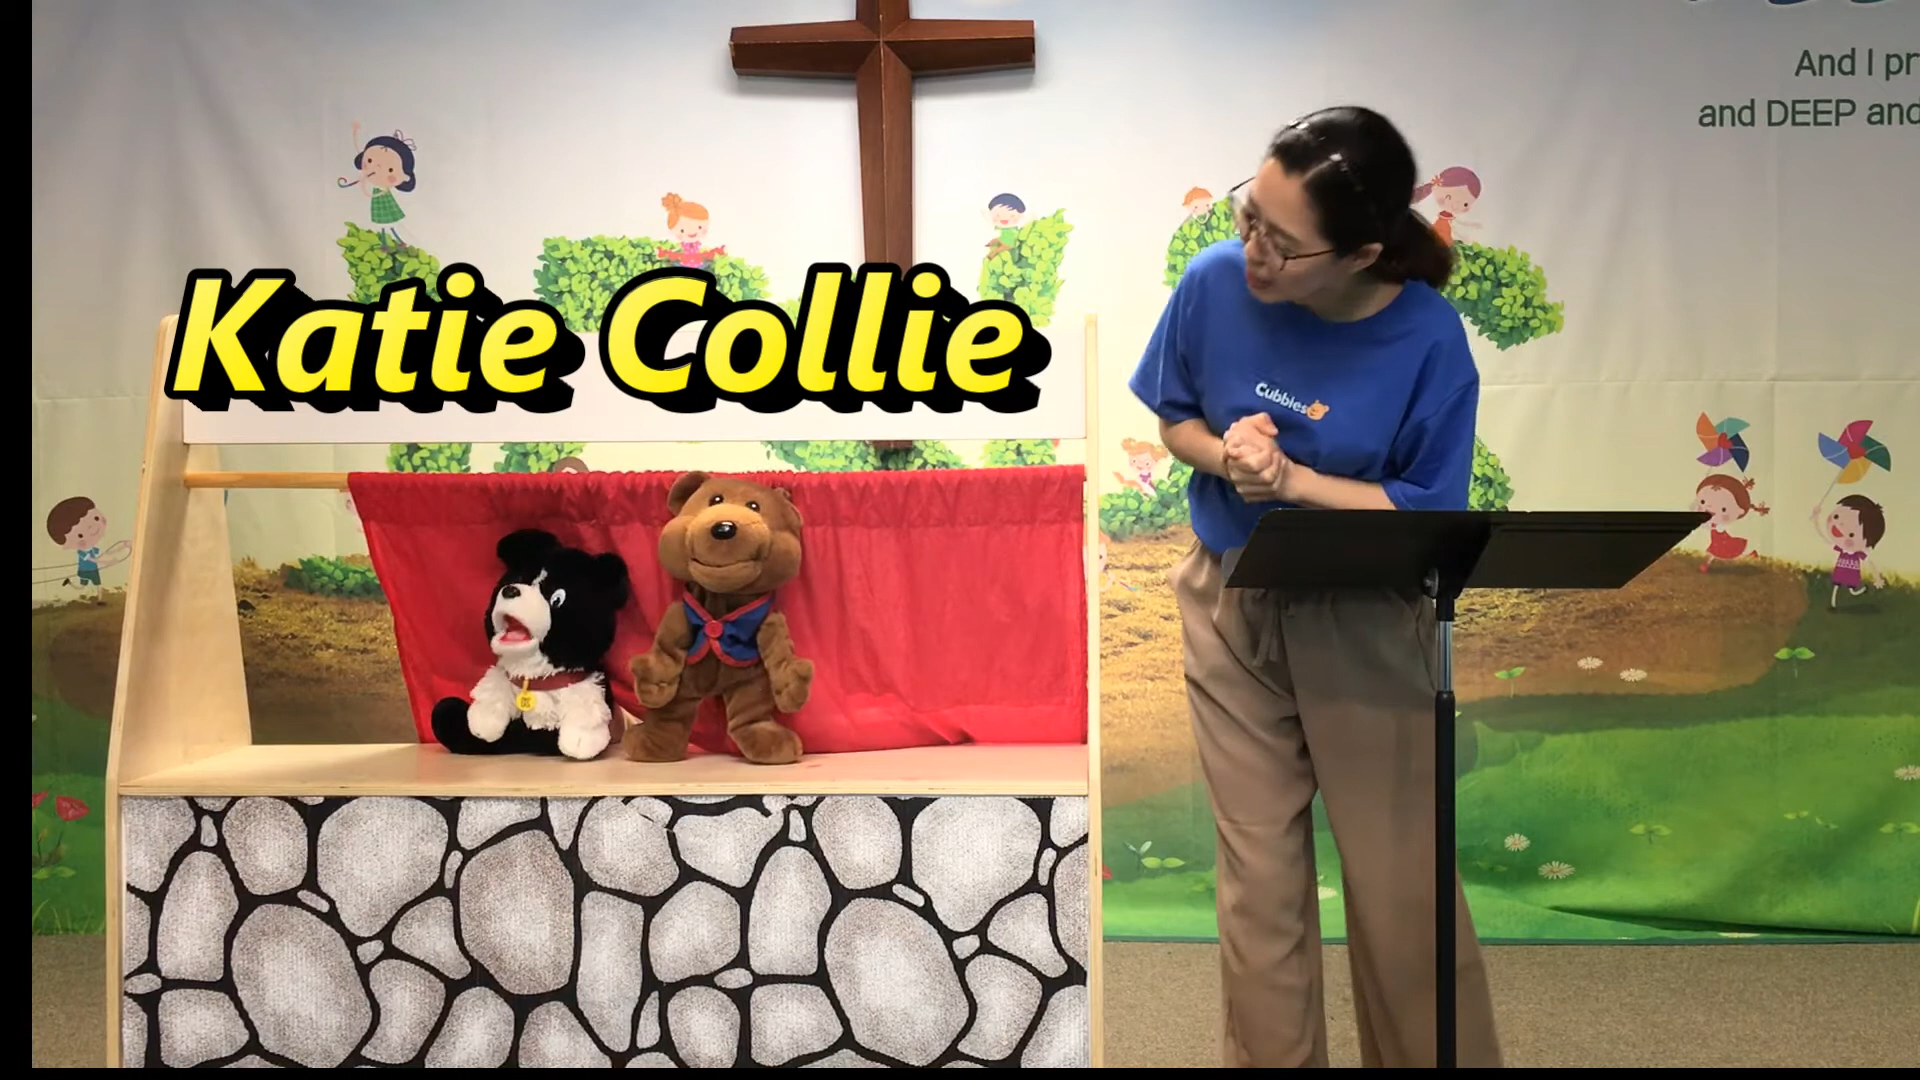 And I pr
and DEEP and
Katie Collie
Cubbies